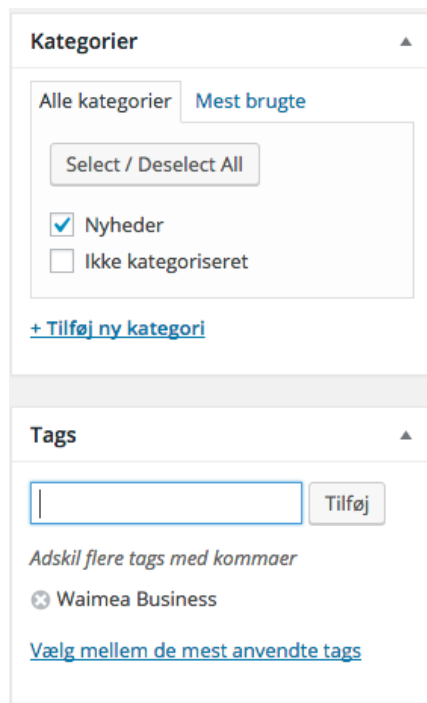 Kategorier
Alle kategorier Mest brugte
Select / Deselect All
Nyheder
Ikke kategoriseret
+ Tilføj ny kategori
Tags
Tilføj
Adskil flere tags med kommaer
Waimea Business
Vælg mellem de mest anvendte tags